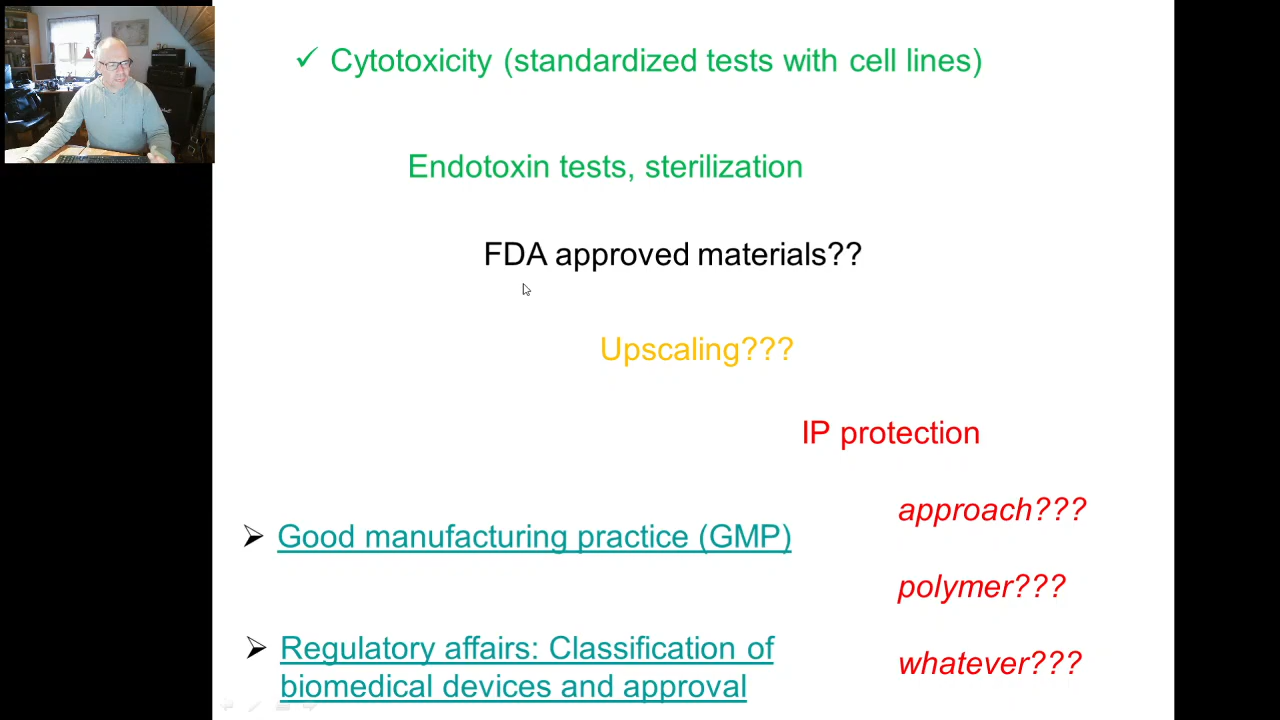 ✓ Cytotoxicity (standardized tests with cell lines)
Endotoxin tests, sterilization
FDA approved materials??
Upscaling???
IP protection
approach???
➢ Good manufacturing practice (GMP)
polymer???
➢ Regulatory affairs: Classification of
biomedical devices and approval
whatever???